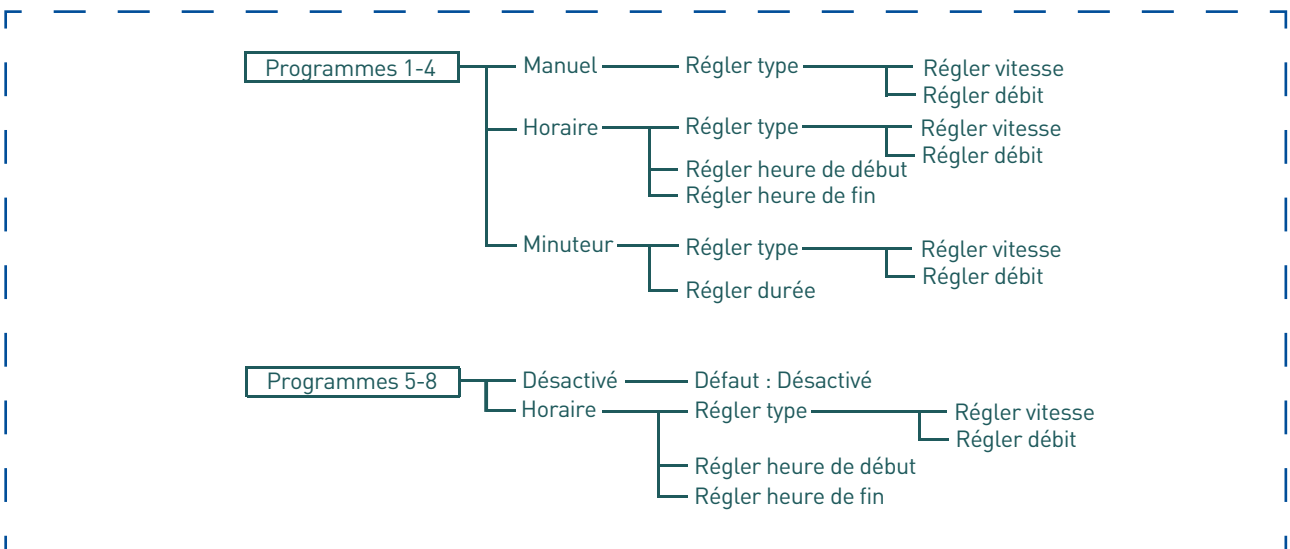 Programmes 1-4
Manuel
Régler type
Régler vitesse
Régler débit
Horaire
Régler type
Régler vitesse
Régler débit
Régler heure de début
Régler heure de fin
Minuteur
Régler type
Régler vitesse
Régler débit
Régler durée
Programmes 5-8
Désactivé
Défaut : Désactivé
Horaire
Régler type
Régler vitesse
Régler débit
Régler heure de début
Régler heure de fin